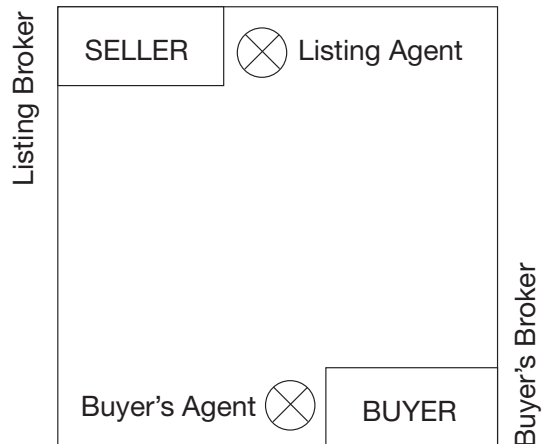 SELLER
Listing Agent
Listing Broker
Buyer's Broker
Buyer's Agent
BUYER